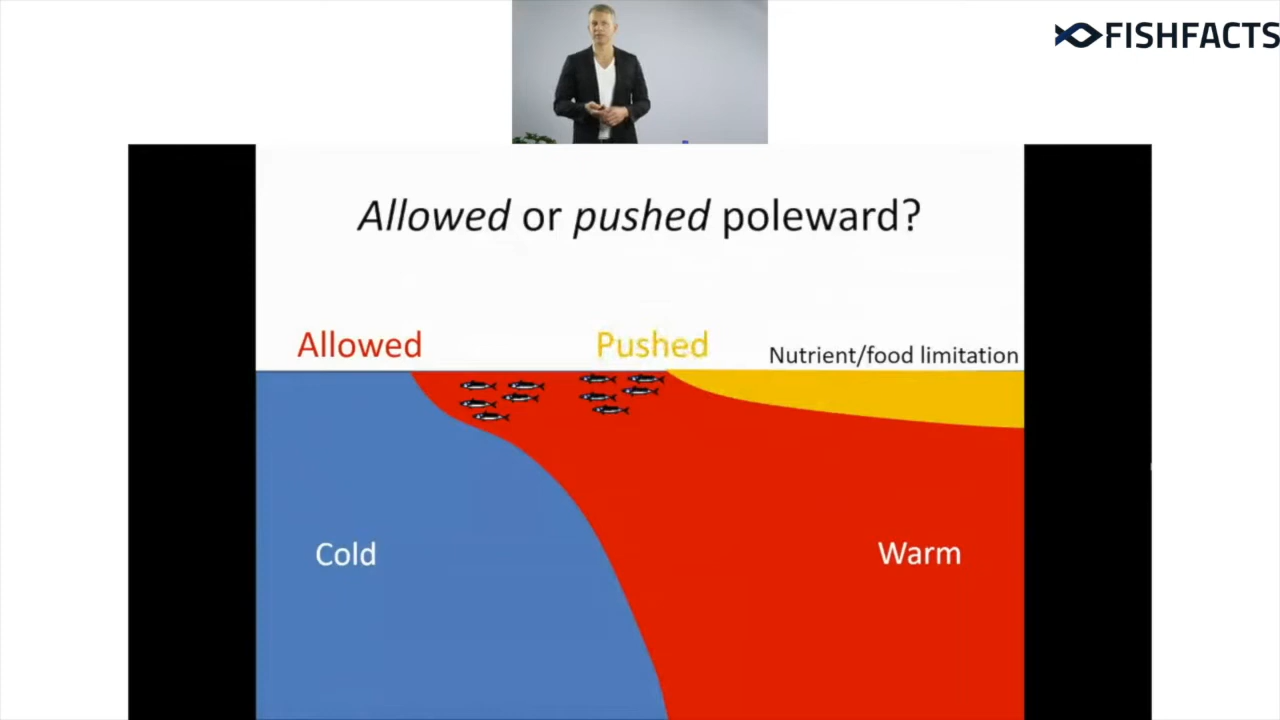 FISHFACTS
Allowed or pushed poleward?
Allowed
Pushed
Nutrient/food limitation
Cold
Warm